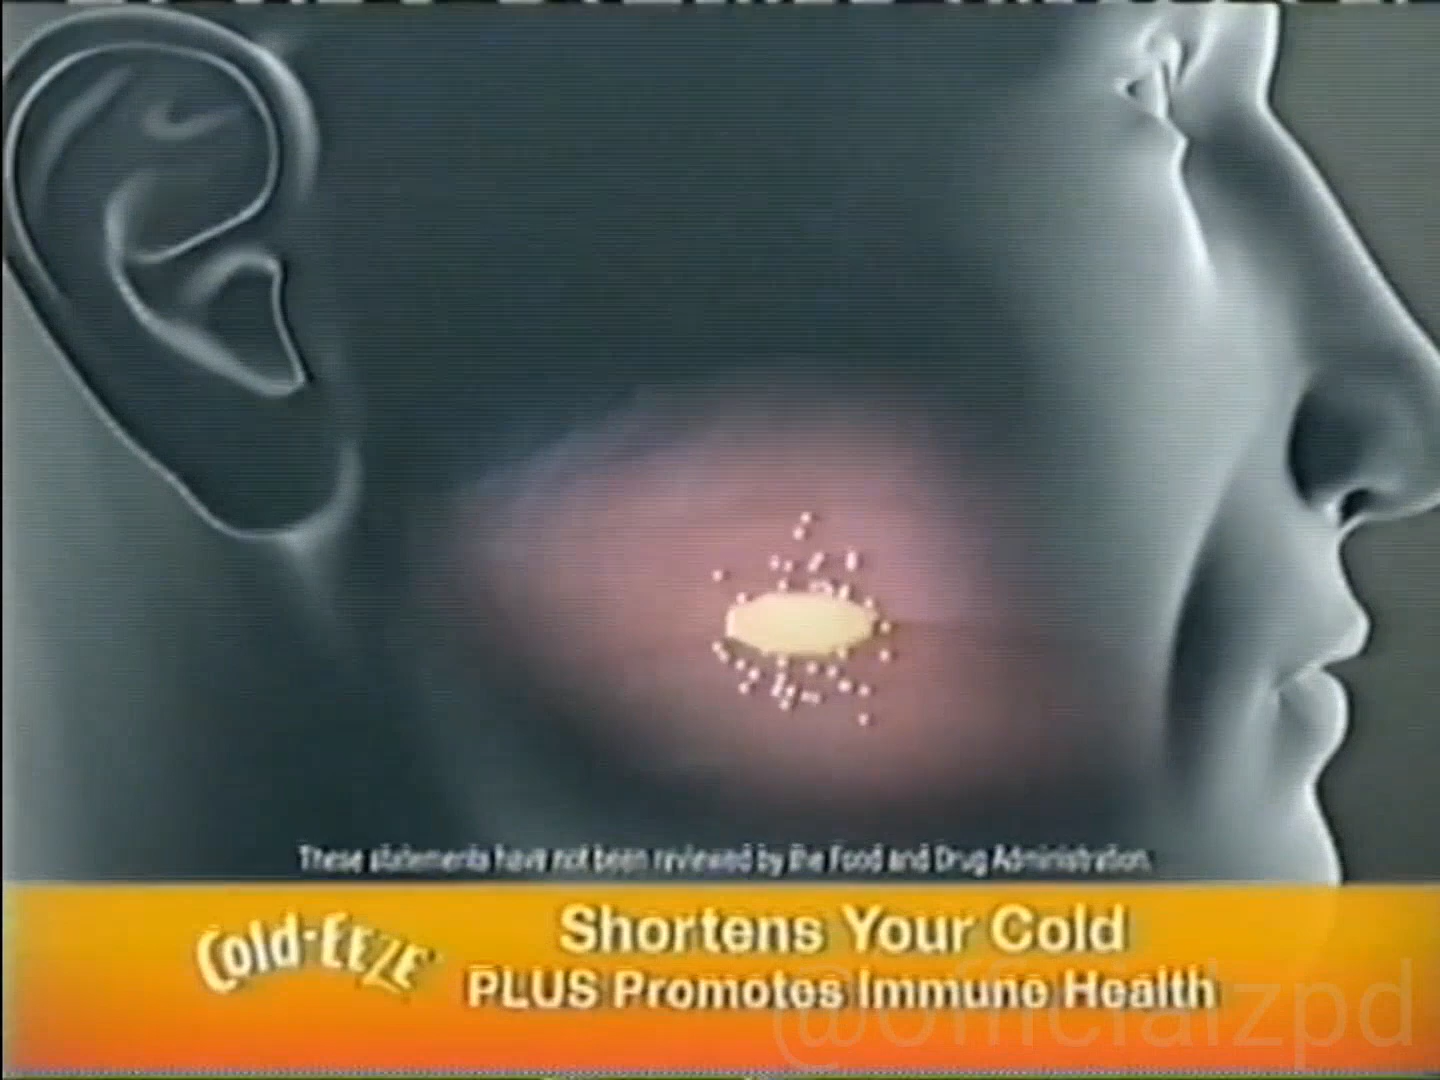 These statements have not been reviewed by the Food and Drug Administration.
Cold-EEZE®
Shortens Your Cold
PLUS Promotes Immune Health
@officialzpd